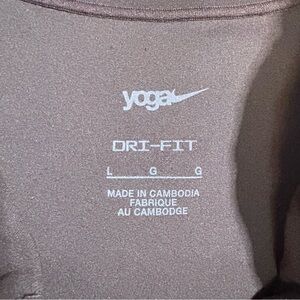 yoga
DRI-FIT
L G G
MADE IN CAMBODIA
FABRIQUE
AU CAMBODGE